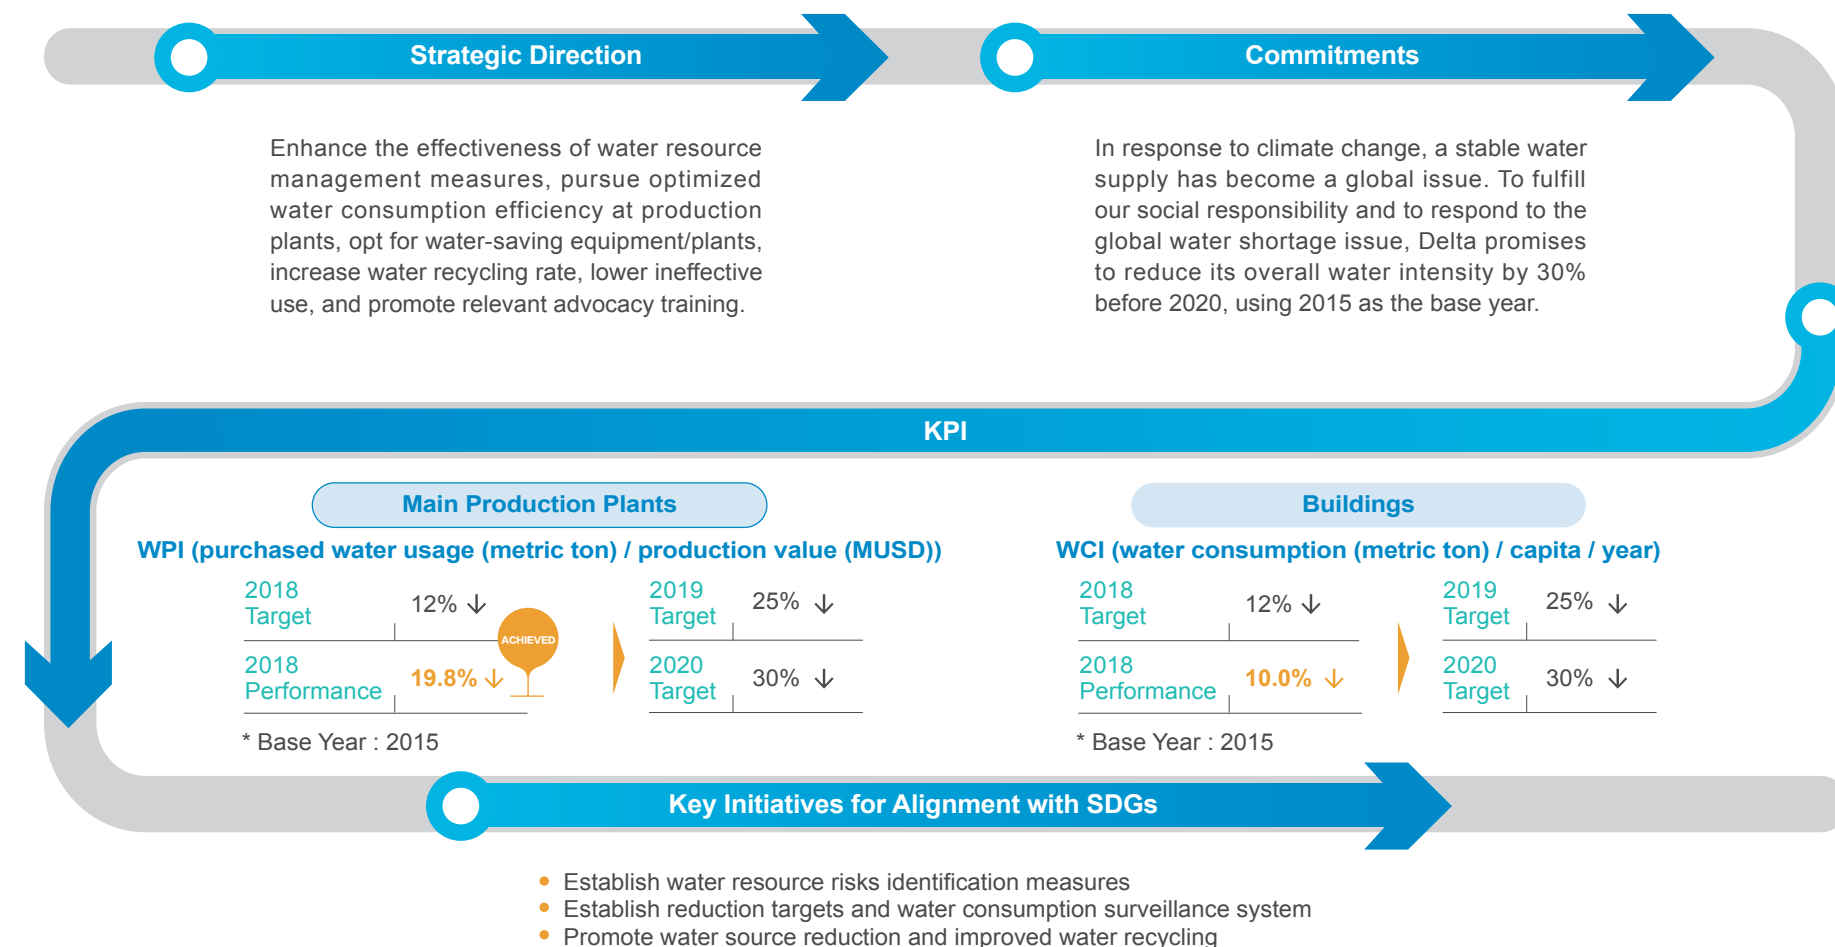 Strategic Direction
Enhance the effectiveness of water resource
management measures, pursue optimized
water consumption efficiency at production
plants, opt for water-saving equipment/plants,
increase water recycling rate, lower ineffective
use, and promote relevant advocacy training.
Commitments
In response to climate change, a stable water
supply has become a global issue. To fulfill
our social responsibility and to respond to the
global water shortage issue, Delta promises
to reduce its overall water intensity by 30%
before 2020, using 2015 as the base year.
KPI
Main Production Plants
WPI (purchased water usage (metric ton) / production value (MUSD))
2018
Target
12% ↓
ACHIEVED
2018
Performance
19.8% ↓
2019
Target
25% ↓
2020
Target
30% ↓
* Base Year : 2015
Buildings
WCI (water consumption (metric ton) / capita / year)
2018
Target
12% ↓
2018
Performance
10.0% ↓
2019
Target
25% ↓
2020
Target
30% ↓
* Base Year : 2015
Key Initiatives for Alignment with SDGs
• Establish water resource risks identification measures
• Establish reduction targets and water consumption surveillance system
• Promote water source reduction and improved water recycling